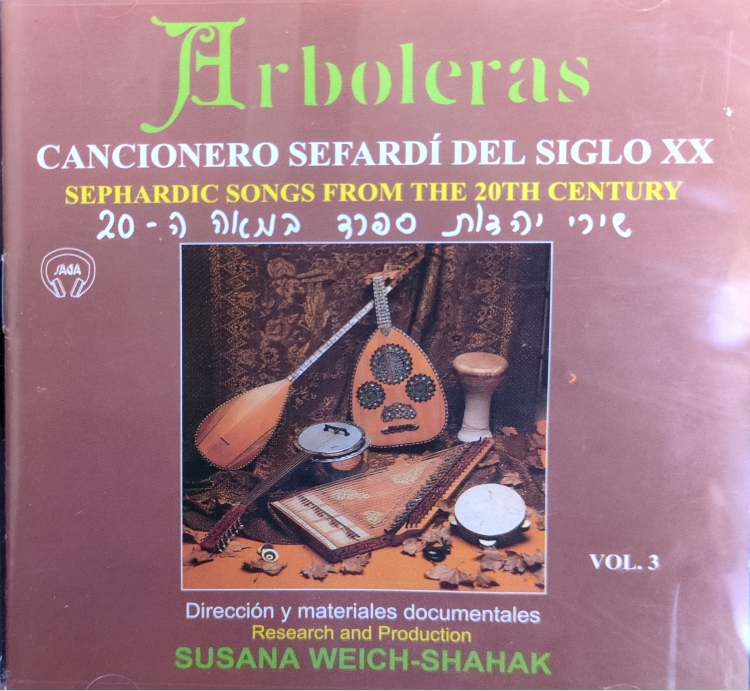 Arboleras
CANCIONERO SEFARDÍ DEL SIGLO XX
SEPHARDIC SONGS FROM THE 20TH CENTURY
שירי יהדות ספרד במאה ה-20
SAGA
VOL. 3
Dirección y materiales documentales
Research and Production
SUSANA WEICH-SHAHAK